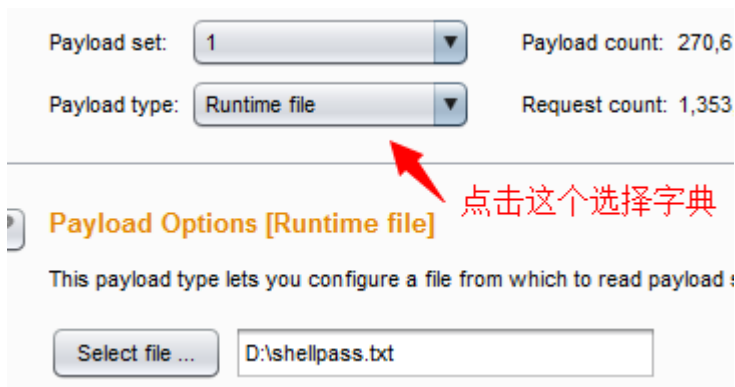 Payload set: 1 Payload count: 270,6
Payload type: Runtime file Request count: 1,353
点击这个选择字典
Payload Options [Runtime file]
This payload type lets you configure a file from which to read payload s
Select file ... D:\shellpass.txt